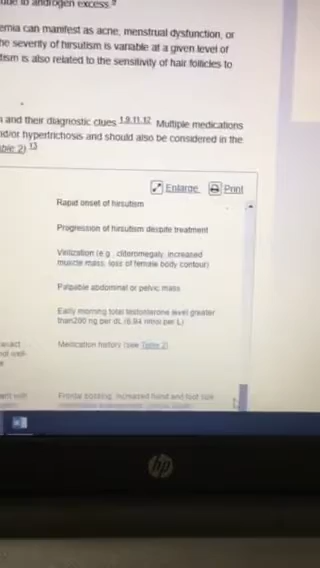 androgen excess.
emia can manifest as acne, menstrual dysfunction, or
he severity of hirsutism is variable at a given level of
tism is also related to the sensitivity of hair follicles to
and their diagnostic clues.1,9,11,12 Multiple medications
nd/or hypertrichosis and should also be considered in the
able 2).13
Enlarge Print
Rapid onset of hirsutism
Progression of hirsutism despite treatment
Virilization (e.g., clitoromegaly, increased
muscle mass, loss of female body contour)
Palpable abdominal or pelvic mass
Early morning total testosterone level greater
than200 ng per dL (6.94 nmol per L)
Medication history (see Table 2)
Frontal bossing, increased hand and foot size
hp